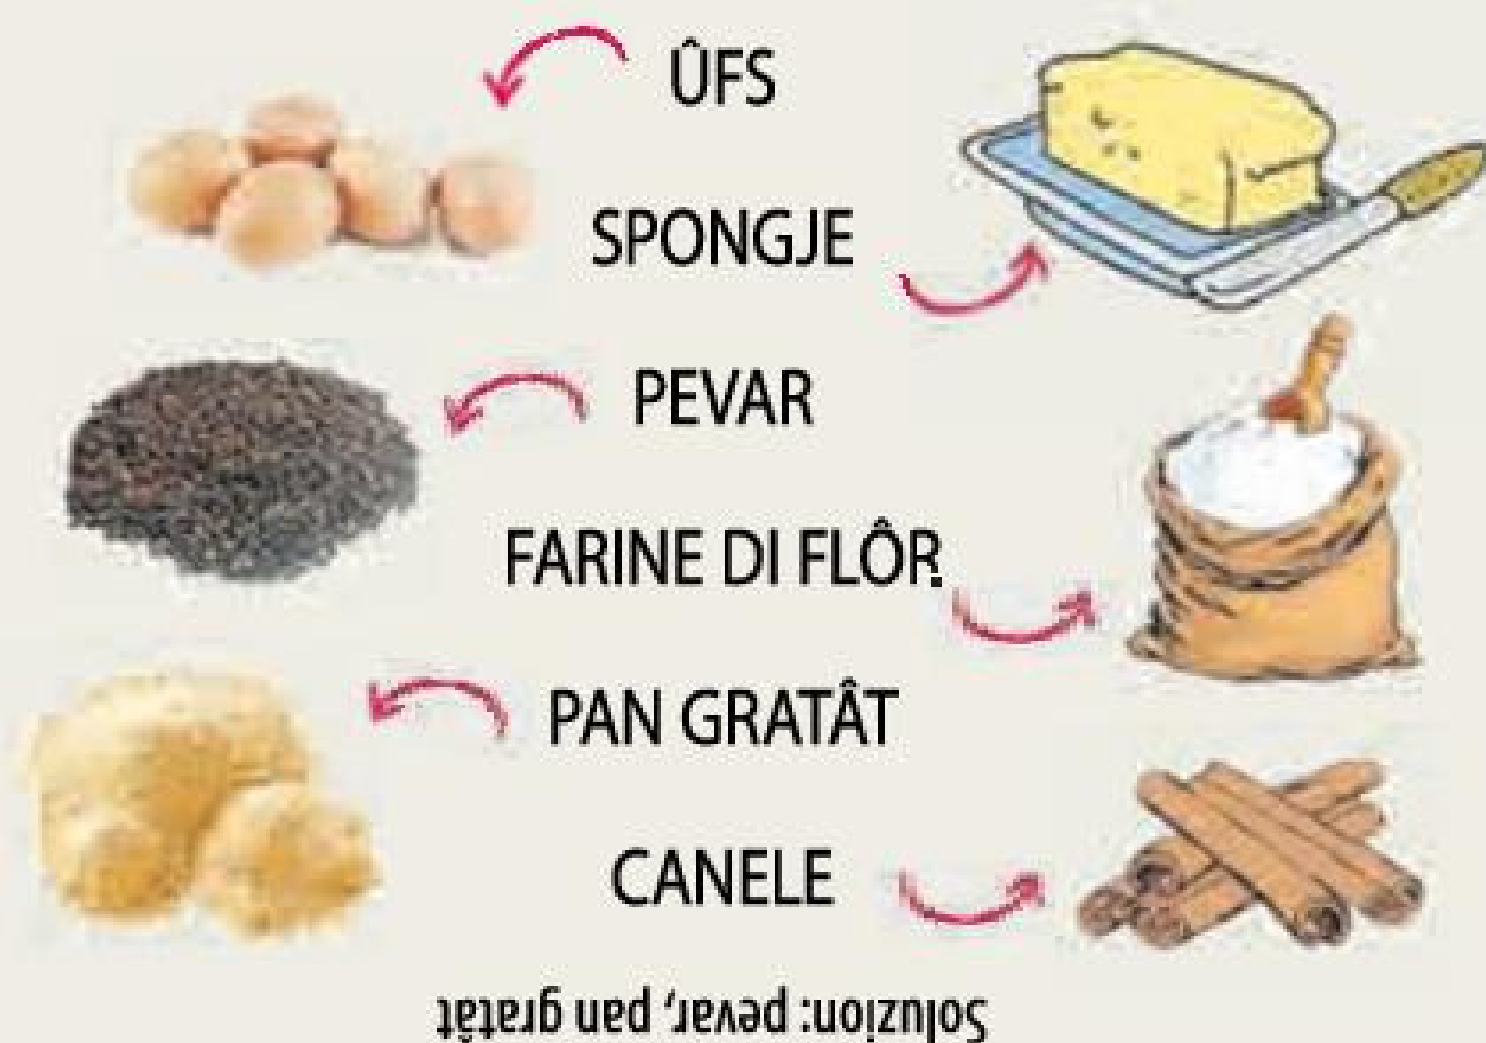 ÛFS
SPONGJE
PEVAR
FARINE DI FLÔR
PAN GRATÂT
CANELE
Soluzion: pevar, pan gratât